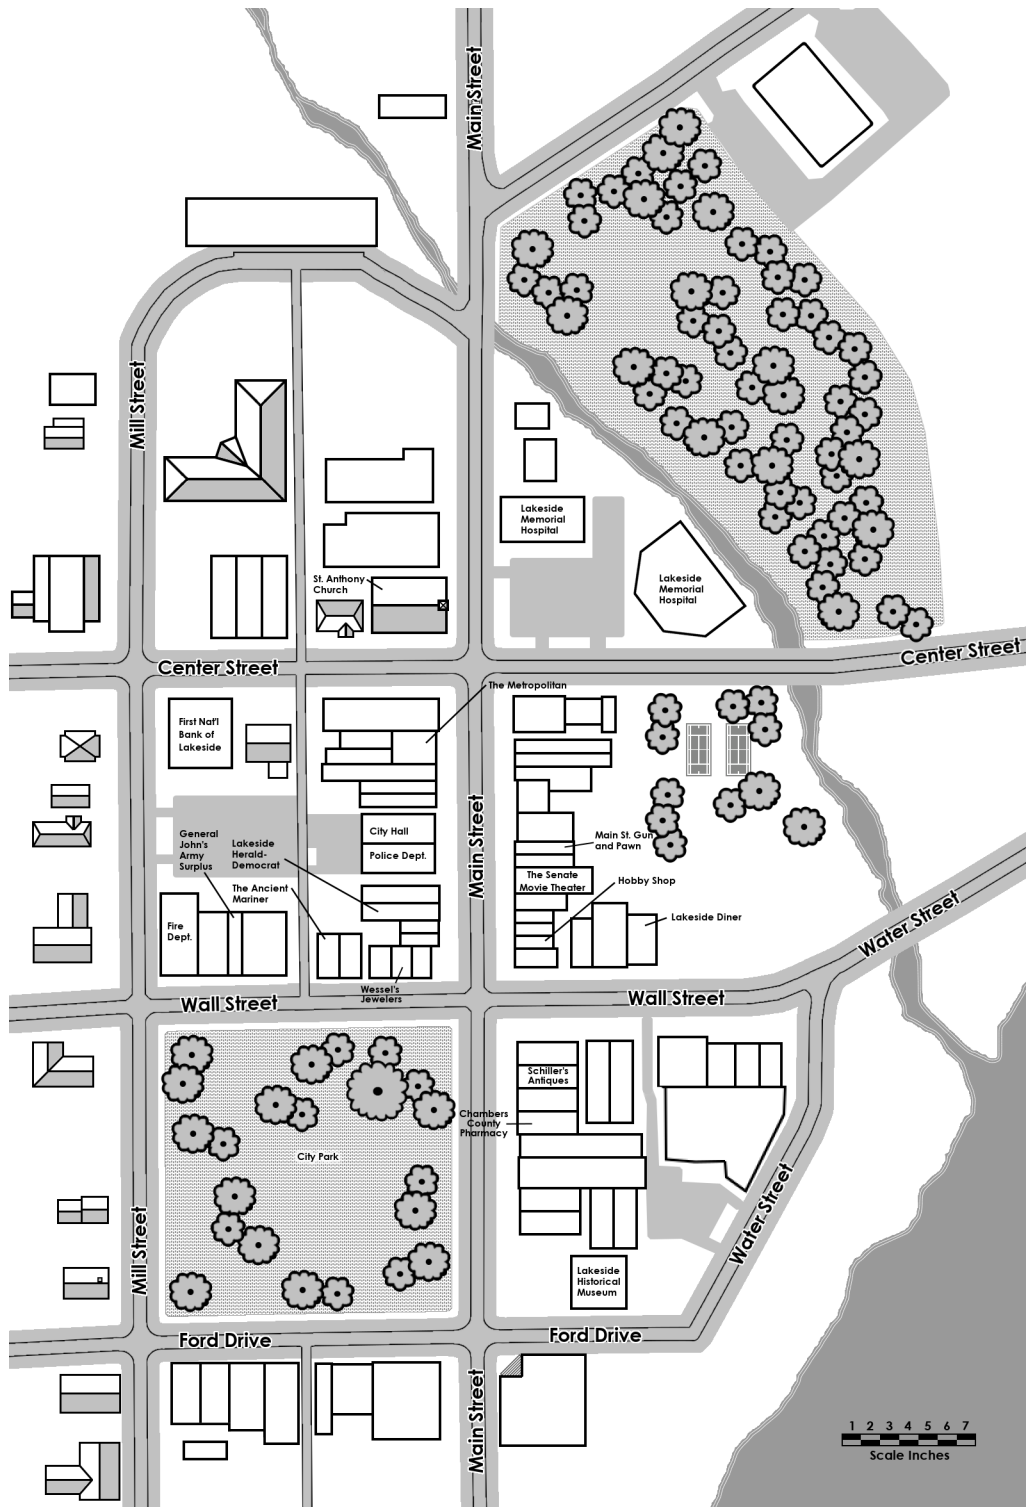 Main Street
Mill Street
Lakeside
Memorial
Hospital
St. Anthony
Church
Lakeside
Memorial
Hospital
Center Street
Center Street
The Metropolitan
First Nat'l
Bank of
Lakeside
General
John's
Army
Surplus
Lakeside
Herald-
Democrat
City Hall
Police Dept.
Main Street
Main St. Gun
and Pawn
The Senate
Movie Theater
Hobby Shop
The Ancient
Mariner
Fire
Dept.
Lakeside Diner
Water Street
Wessel's
Jewelers
Wall Street
Wall Street
Schiller's
Antiques
Chambers
County
Pharmacy
City Park
Water Street
Mill Street
Lakeside
Historical
Museum
Ford Drive
Ford Drive
Main Street
1 2 3 4 5 6 7
Scale Inches